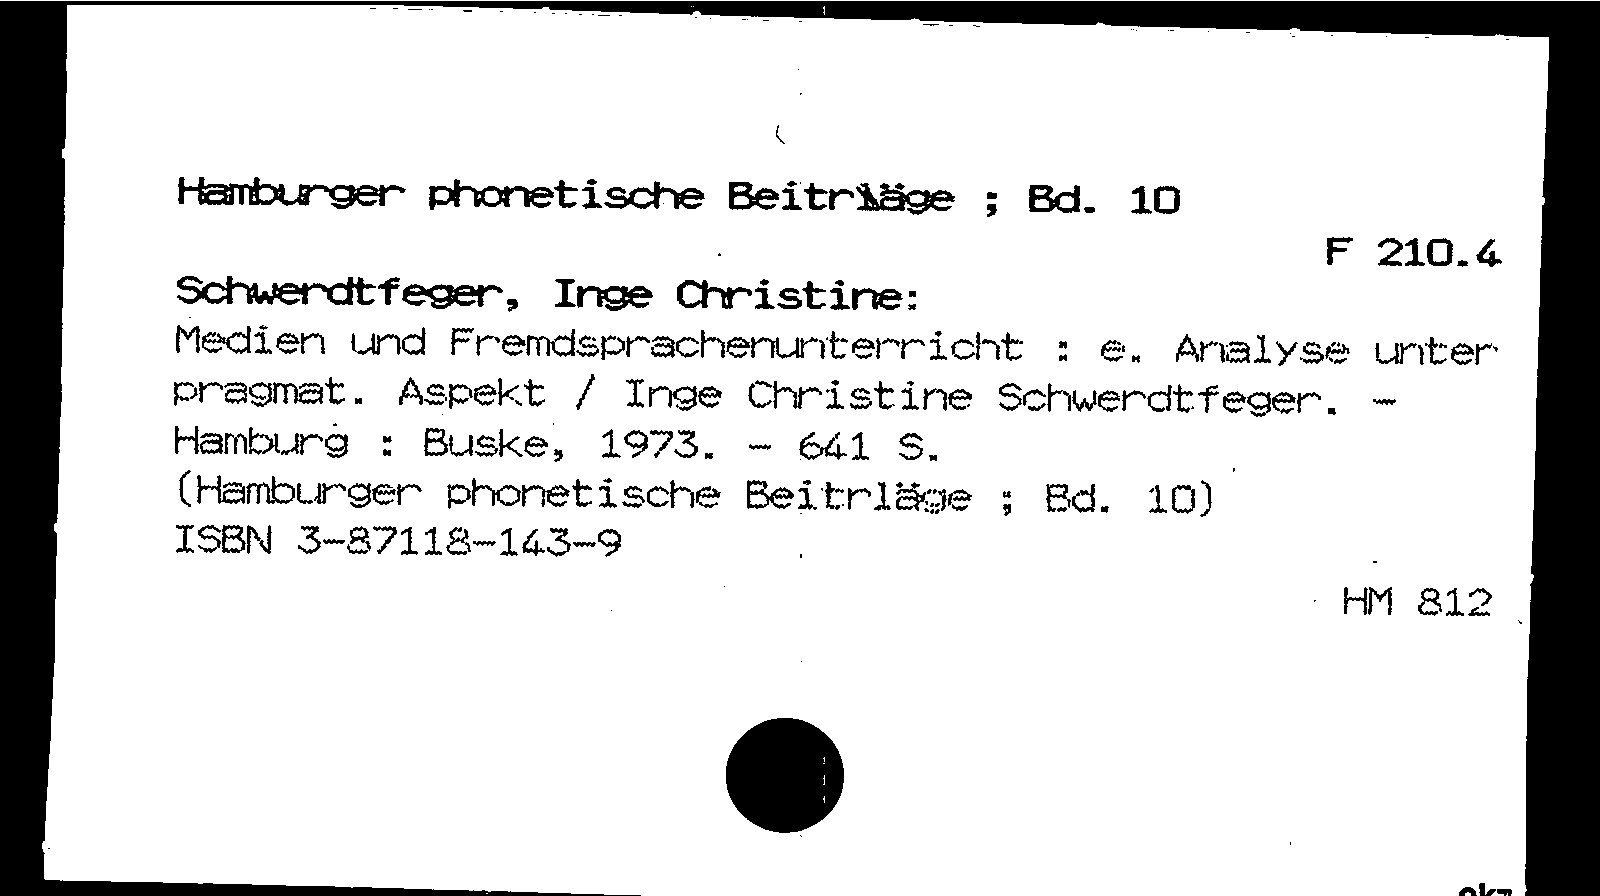 Hamburger phonetische Beitrläge ; Bd. 10
F 210.4
Schwerdtfeger, Inge Christine:
Medien und Fremdsprachenunterricht : e. Analyse unter
pragmat. Aspekt / Inge Christine Schwerdtfeger. -
Hamburg : Buske, 1973. - 641 S.
(Hamburger phonetische Beitrläge ; Bd. 10)
ISBN 3-87118-143-9
HM 812